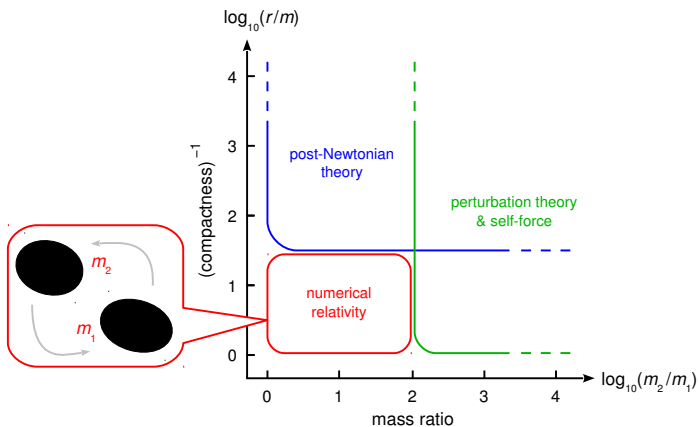 log₁₀(r/m)
4
3
2
1
0
(compactness)⁻¹
post-Newtonian
theory
perturbation theory
& self-force
numerical
relativity
m₂
m₁
0 1 2 3 4
log₁₀(m₂/m₁)
mass ratio